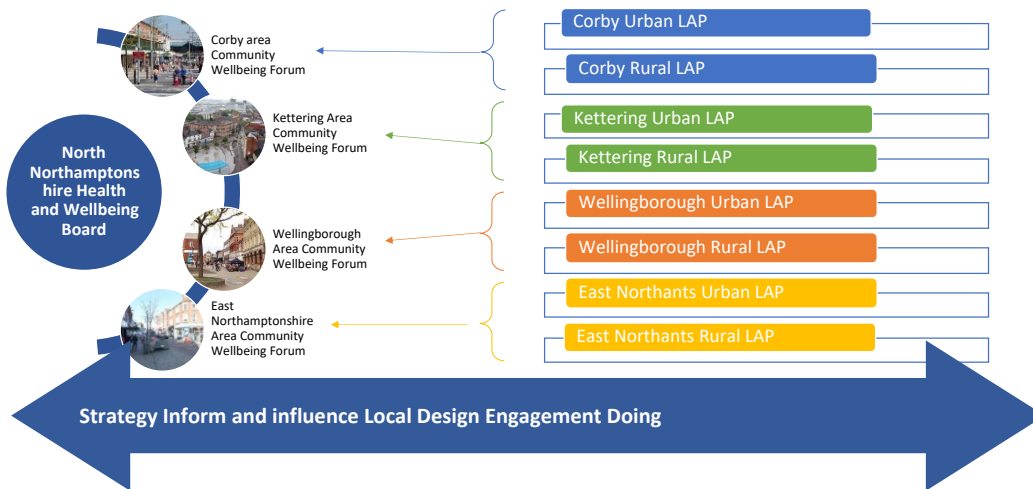 North
Northamptons
hire Health
and Wellbeing
Board
Corby area
Community
Wellbeing Forum
Kettering Area
Community
Wellbeing Forum
Wellingborough
Area Community
Wellbeing Forum
East
Northamptonshire
Area Community
Wellbeing Forum
Corby Urban LAP
Corby Rural LAP
Kettering Urban LAP
Kettering Rural LAP
Wellingborough Urban LAP
Wellingborough Rural LAP
East Northants Urban LAP
East Northants Rural LAP
Strategy Inform and influence Local Design Engagement Doing